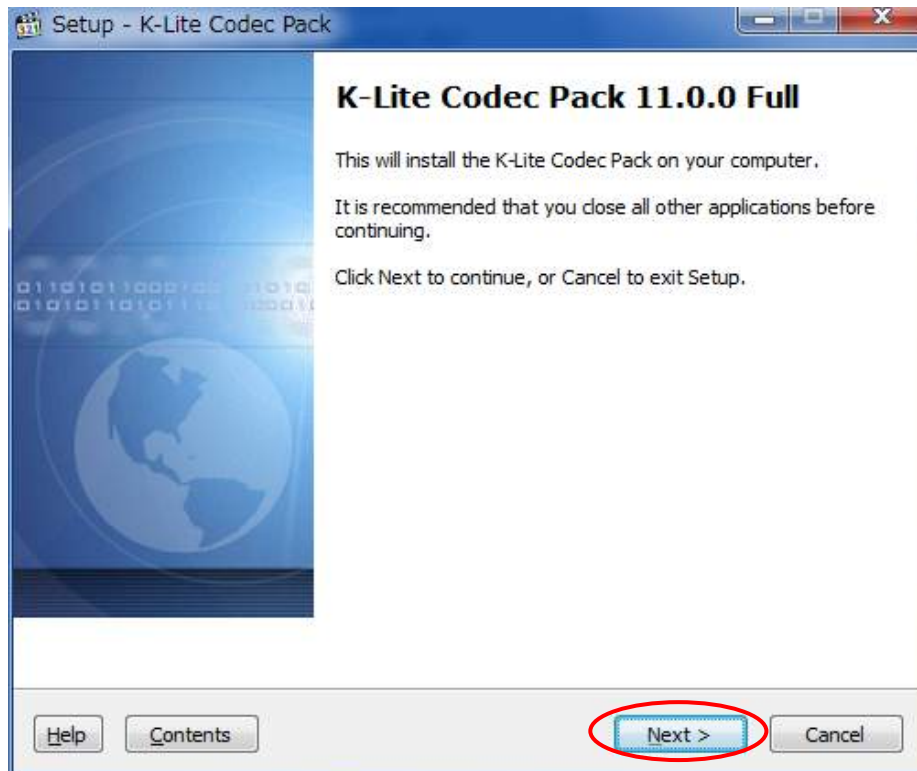 Setup - K-Lite Codec Pack
K-Lite Codec Pack 11.0.0 Full
This will install the K-Lite Codec Pack on your computer.
It is recommended that you close all other applications before
continuing.
Click Next to continue, or Cancel to exit Setup.
Help Contents Next > Cancel